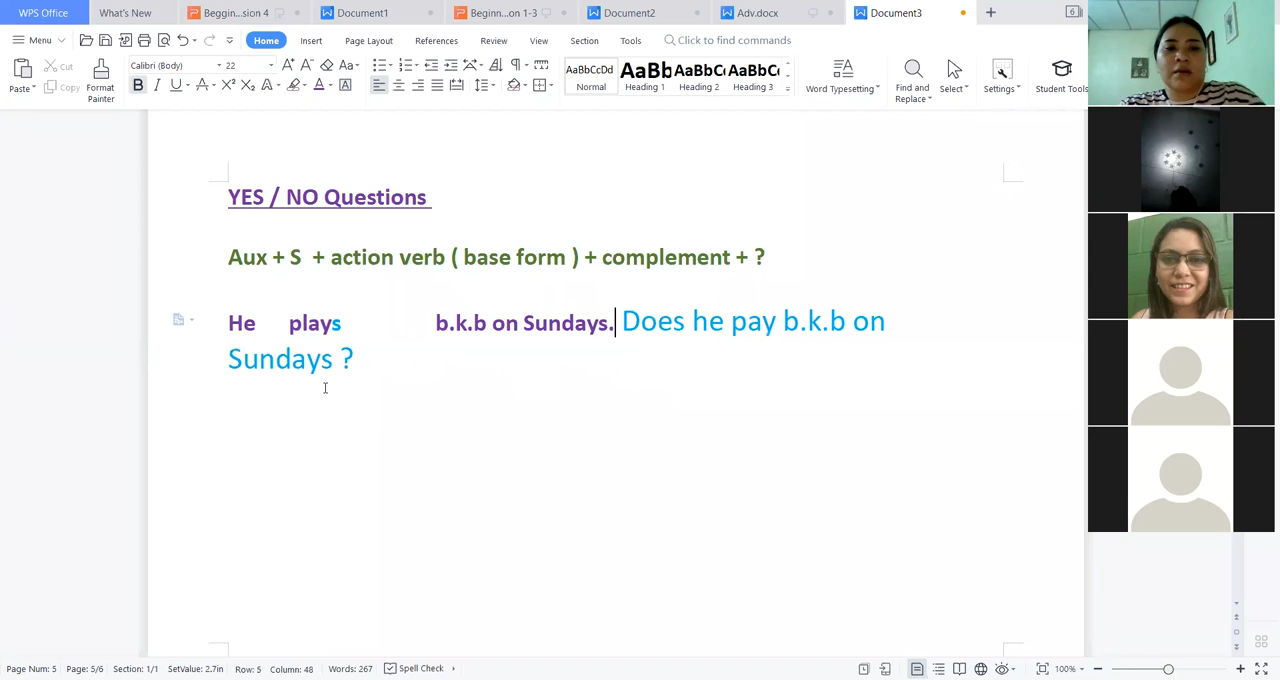 WPS Office What's New Beggin...sion 4 Document1 Beginn...on 1-3 Document2 Adv.docx Document3 6
Menu Home Insert Page Layout References Review View Section Tools Click to find commands
Paste Cut Copy Format Painter Calibri (Body) 22 AaBbCcDd Normal AaBb Heading 1 AaBbC Heading 2 AaBbC Heading 3 Word Typesetting Find and Replace Select Settings Student Tools
YES / NO Questions
Aux + S + action verb ( base form ) + complement + ?
He plays b.k.b on Sundays. Does he pay b.k.b on
Sundays ?
Page Num: 5 Page: 5/6 Section: 1/1 SetValue: 2.7in Row: 5 Column: 48 Words: 267 Spell Check 100%